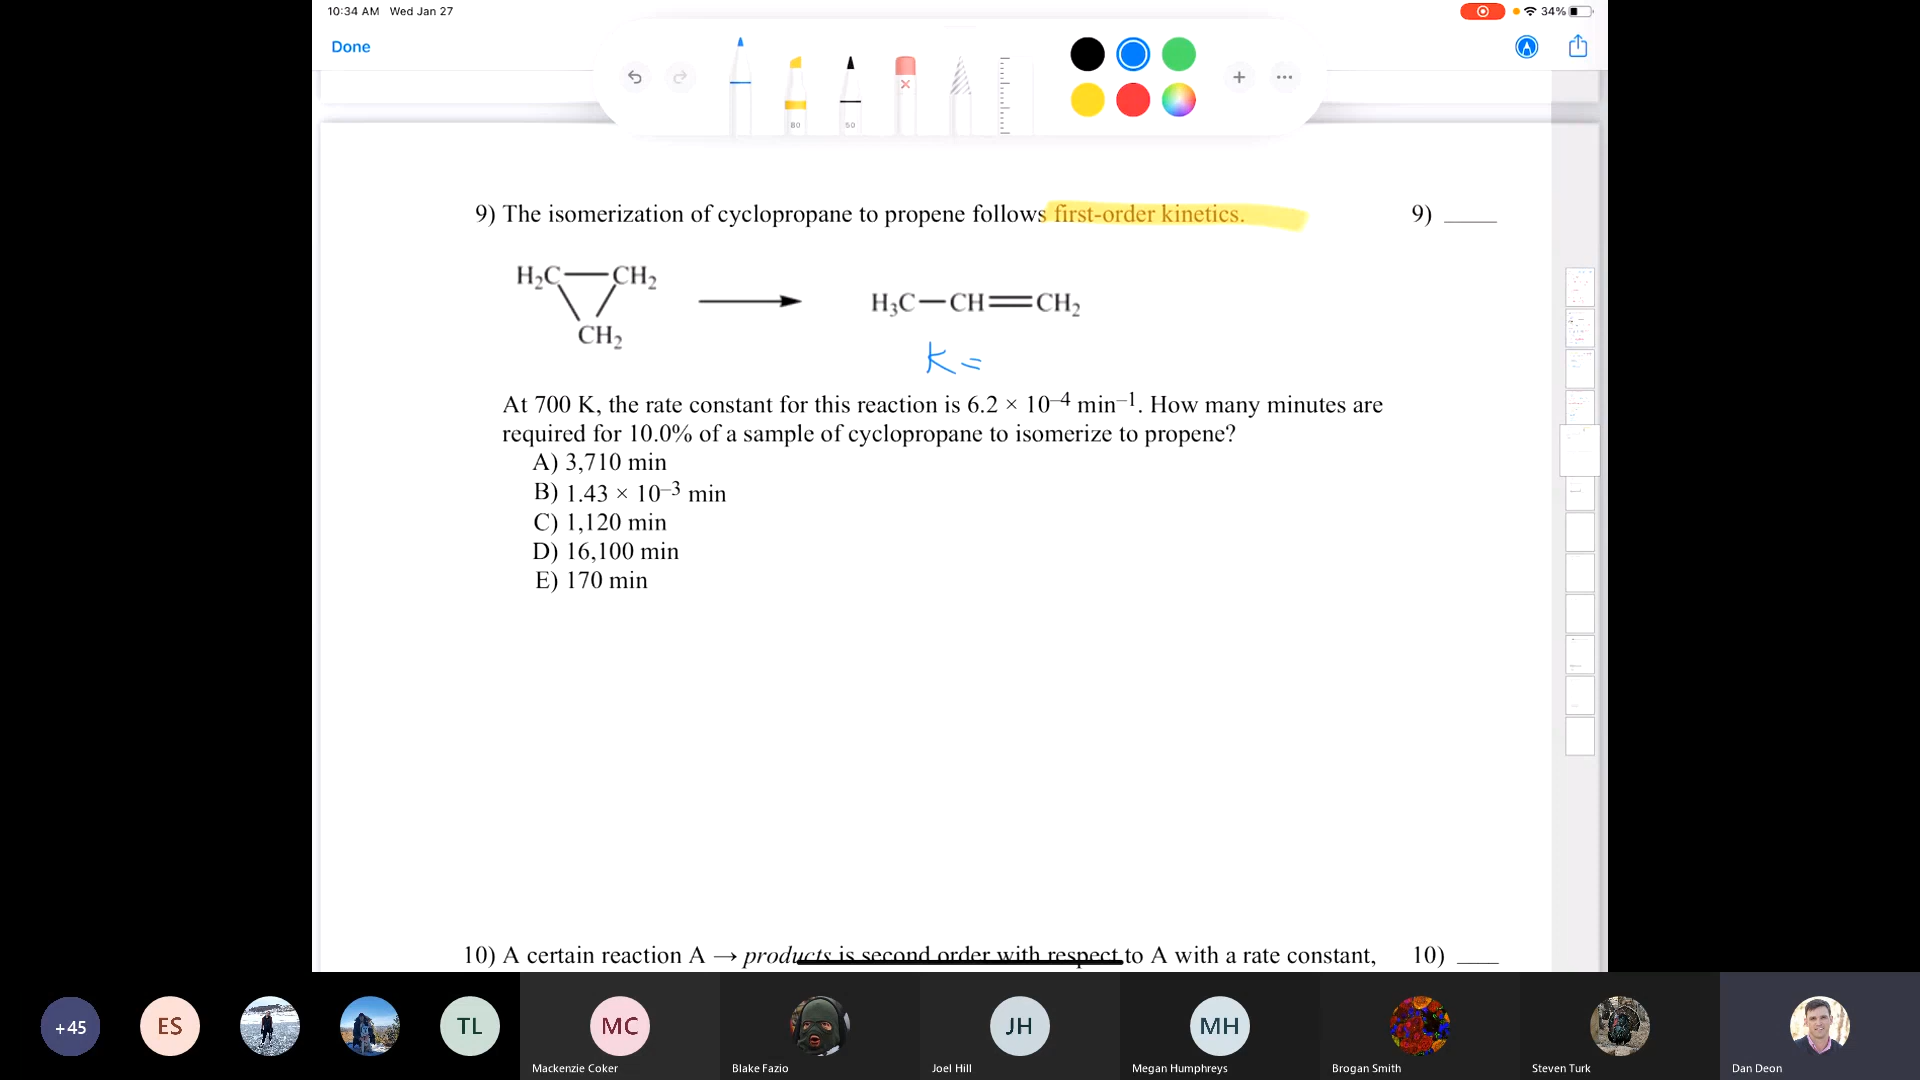 10:34 AM Wed Jan 27
34%
Done
80
50
9) The isomerization of cyclopropane to propene follows first-order kinetics. 9) ____
H₂C—CH₂
CH₂
H₃C—CH=CH₂
K =
At 700 K, the rate constant for this reaction is 6.2 × 10⁻⁴ min⁻¹. How many minutes are
required for 10.0% of a sample of cyclopropane to isomerize to propene?
A) 3,710 min
B) 1.43 × 10⁻³ min
C) 1,120 min
D) 16,100 min
E) 170 min
10) A certain reaction A → products is second order with respect to A with a rate constant, 10) ____
+45
ES
TL
MC
JH
MH
Mackenzie Coker
Blake Fazio
Joel Hill
Megan Humphreys
Brogan Smith
Steven Turk
Dan Deon